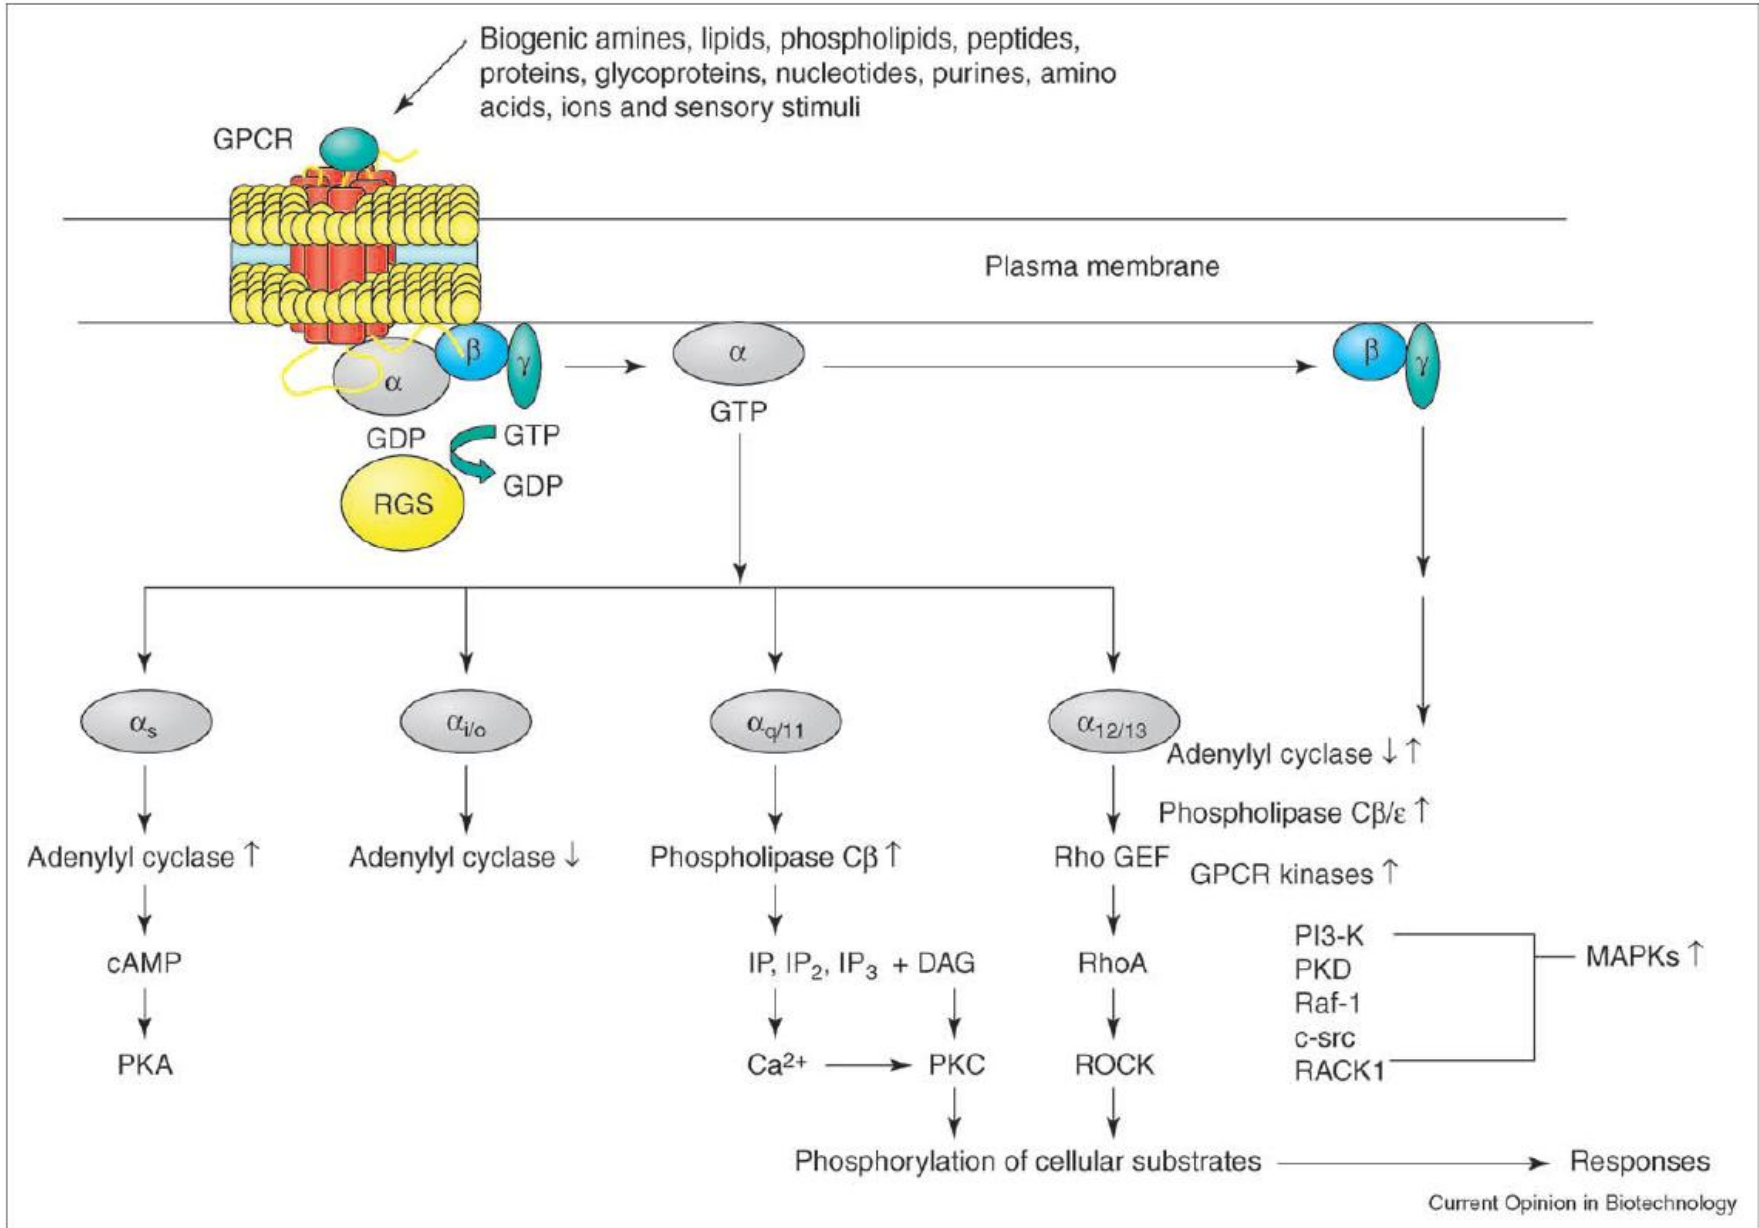 Biogenic amines, lipids, phospholipids, peptides,
proteins, glycoproteins, nucleotides, purines, amino
acids, ions and sensory stimuli
GPCR
Plasma membrane
β
γ
α
α
β
γ
GTP
GDP
GTP
GDP
RGS
αs
αi/o
αq/11
α12/13
Adenylyl cyclase ↓↑
Phospholipase Cβ/ε ↑
Adenylyl cyclase ↑
Adenylyl cyclase ↓
Phospholipase Cβ ↑
Rho GEF
GPCR kinases ↑
cAMP
IP, IP2, IP3 + DAG
RhoA
PI3-K
PKD
Raf-1
c-src
RACK1
MAPKs ↑
PKA
Ca2+
PKC
ROCK
Phosphorylation of cellular substrates
Responses
Current Opinion in Biotechnology